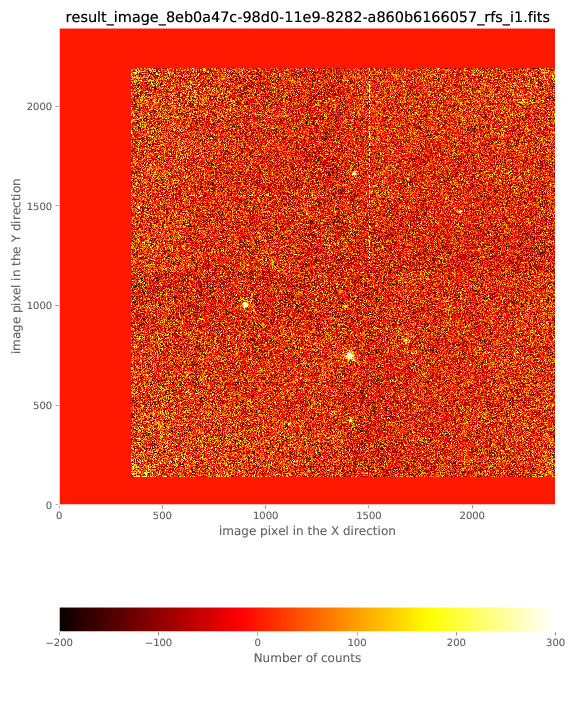 result_image_8eb0a47c-98d0-11e9-8282-a860b6166057_rfs_i1.fits
image pixel in the Y direction
2000
1500
1000
500
0
0 500 1000 1500 2000
image pixel in the X direction
−200 −100 0 100 200 300
Number of counts